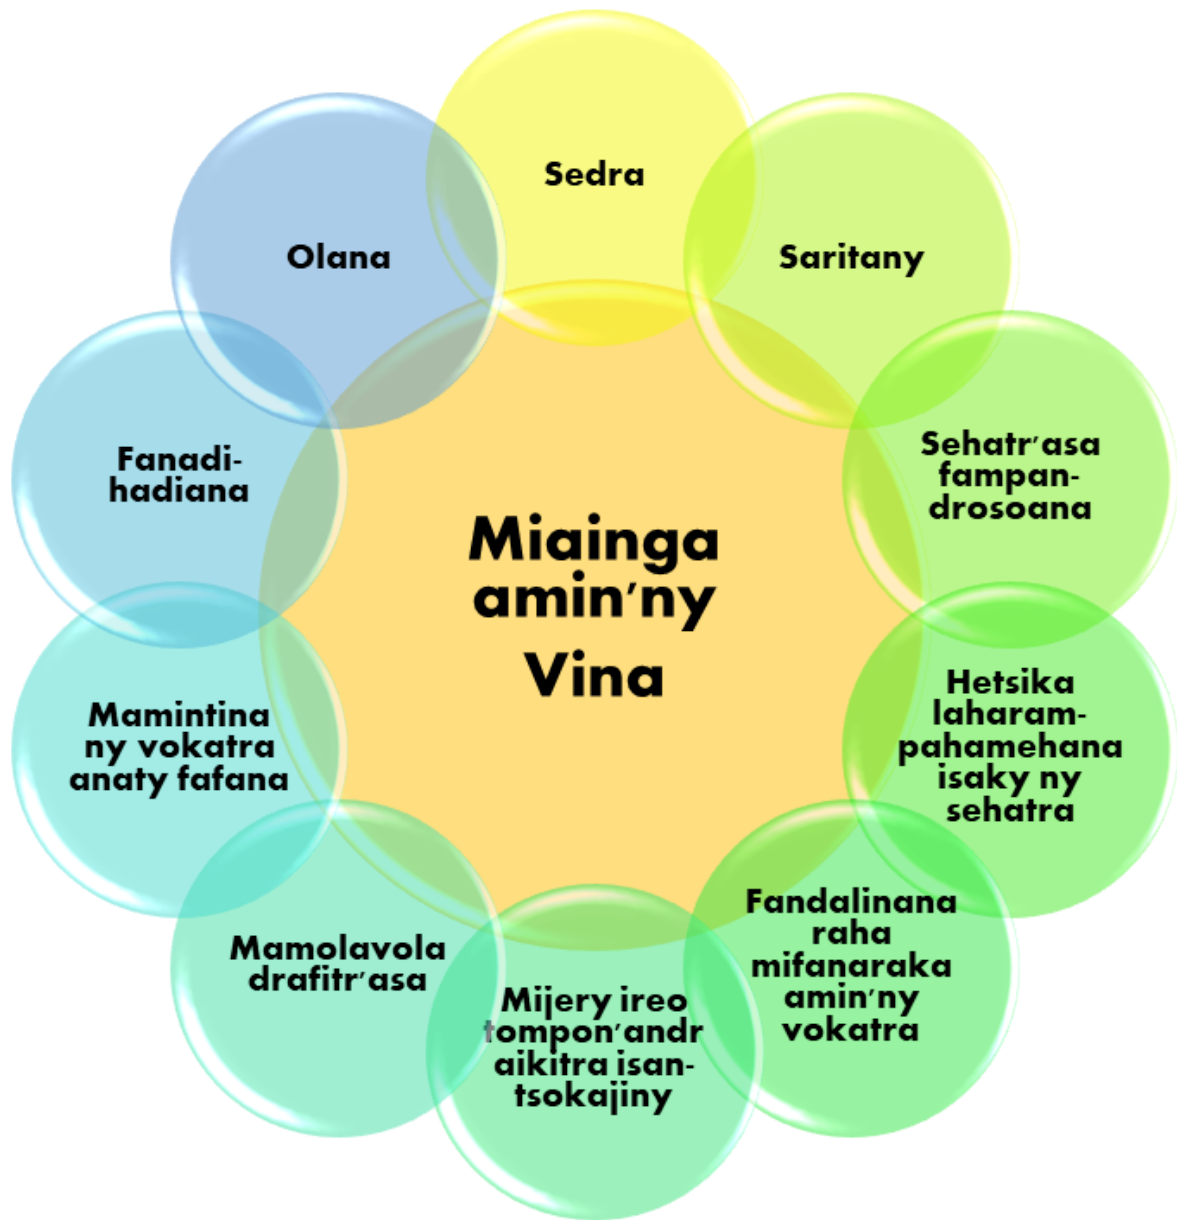 Sedra
Saritany
Sehatr'asa
fampan-
drosoana
Hetsika
laharam-
pahamehana
isaky ny
sehatra
Fandalinana
raha
mifanaraka
amin'ny
vokatra
Mijery ireo
tompon'andr
aikitra isan-
tsokajiny
Mamolavola
drafitr'asa
Mamintina
ny vokatra
anaty fafana
Fanadi-
hadiana
Olana
Miainga
amin'ny
Vina